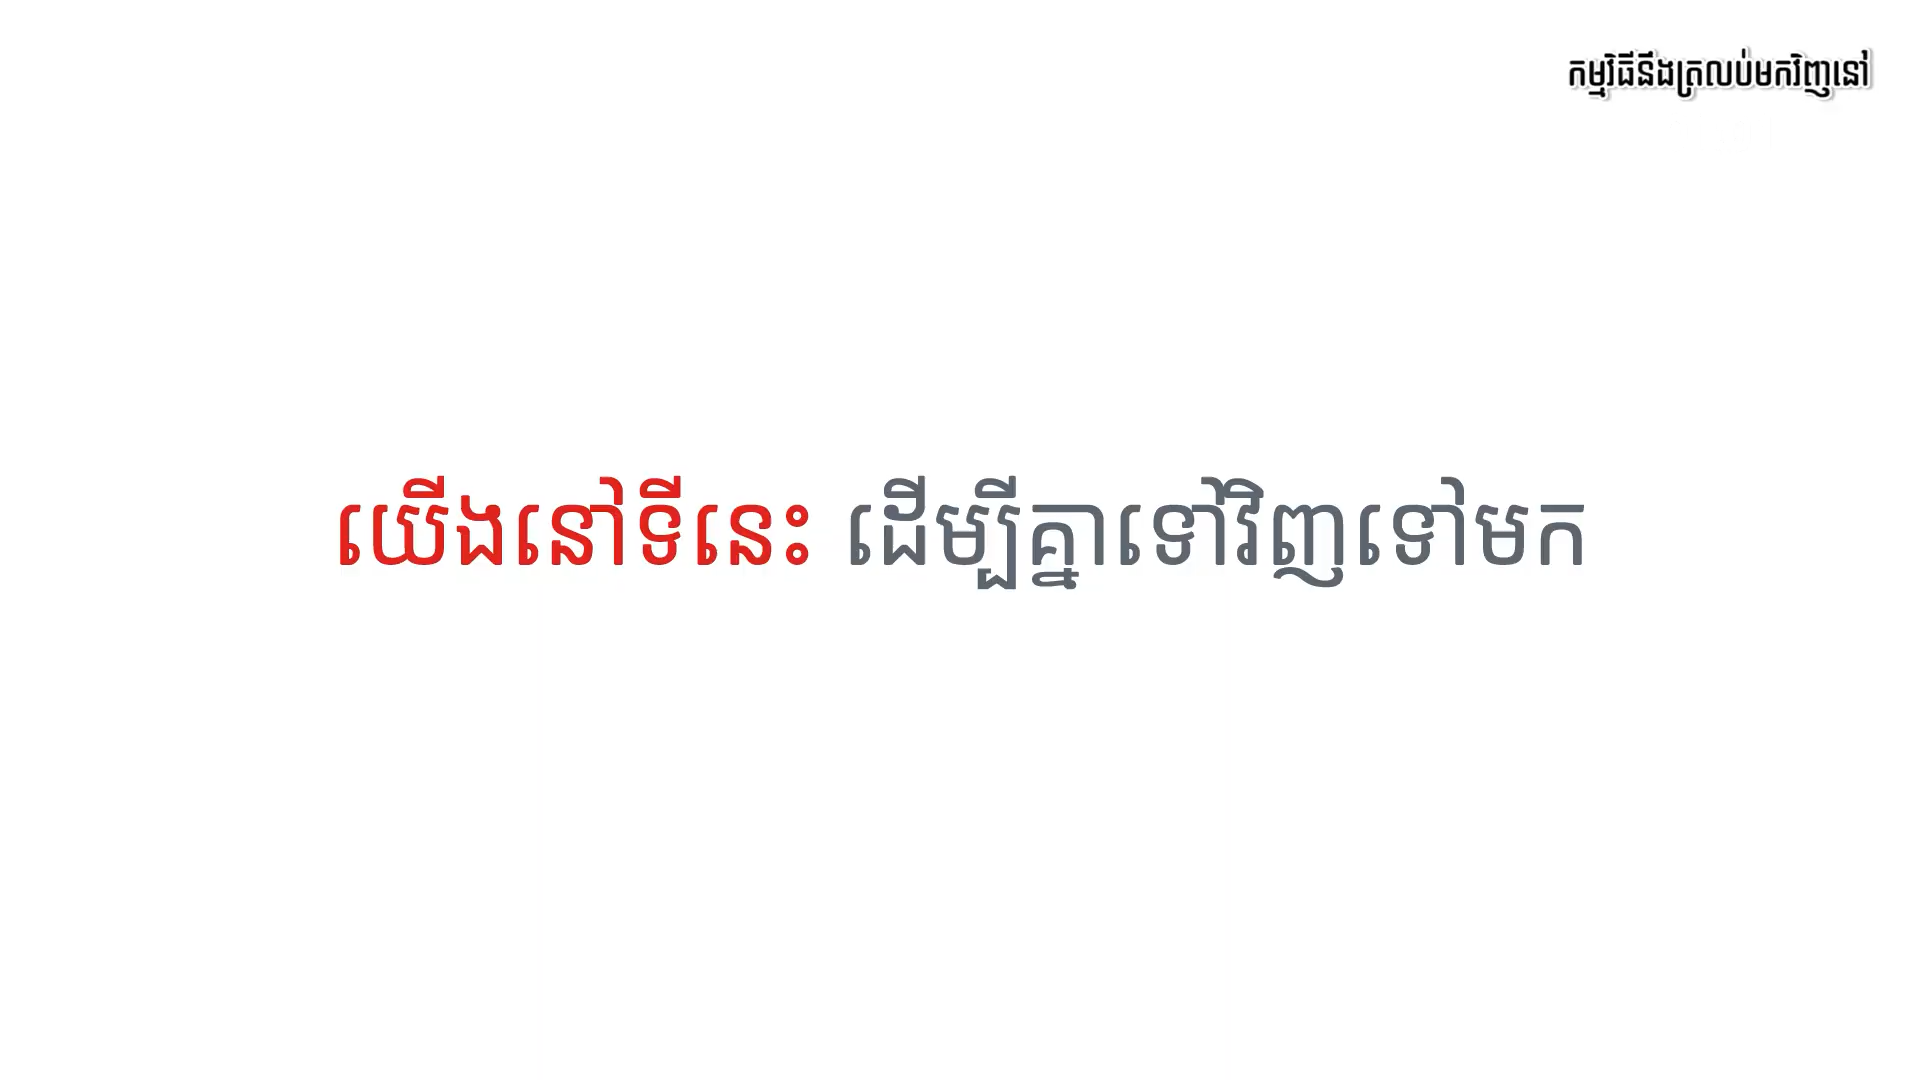 កម្មវិធីនឹងត្រលប់មកវិញនៅ
យើងនៅទីនេះ ដើម្បីគ្នាទៅវិញទៅមក